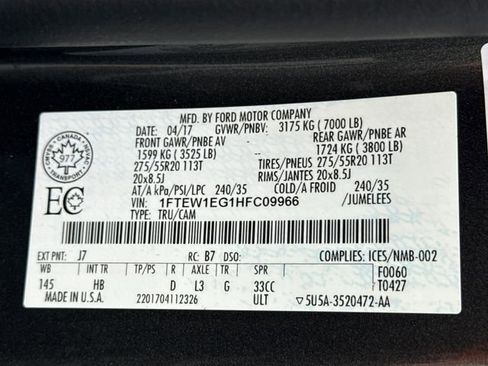 MFD. BY FORD MOTOR COMPANY
DATE: 04/17 GVWR/PNBV: 3175 KG ( 7000 LB)
FRONT GAWR/PNBE AV REAR GAWR/PNBE AR
1599 KG ( 3525 LB) 1724 KG ( 3800 LB)
275/55R20 113T TIRES/PNEUS 275/55R20 113T
20x8.5J RIMS/JANTES 20x8.5J
AT/A kPa/PSI/LPC 240/35 COLD/A FROID 240/35
VIN: 1FTEW1EG1HFC09966 /JUMELEES
TYPE: TRU/CAM
CANADA
977
TRANSPORT
EC
EXT PNT: J7 RC: B7 DSO: COMPLIES: ICES/NMB-002
WB INT TR TP/PS R AXLE TR SPR F0060
145 HB D L3 G 33CC T0427
MADE IN U.S.A. 2201704112326 ULT ▽5U5A-3520472-AA